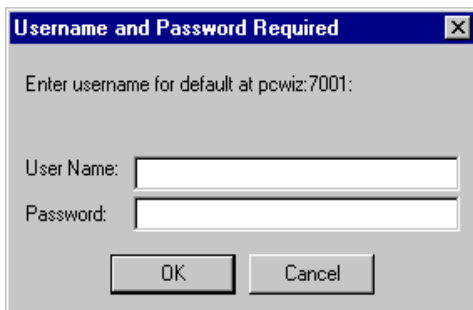 Username and Password Required
Enter username for default at pcwiz:7001:
User Name:
Password:
OK Cancel